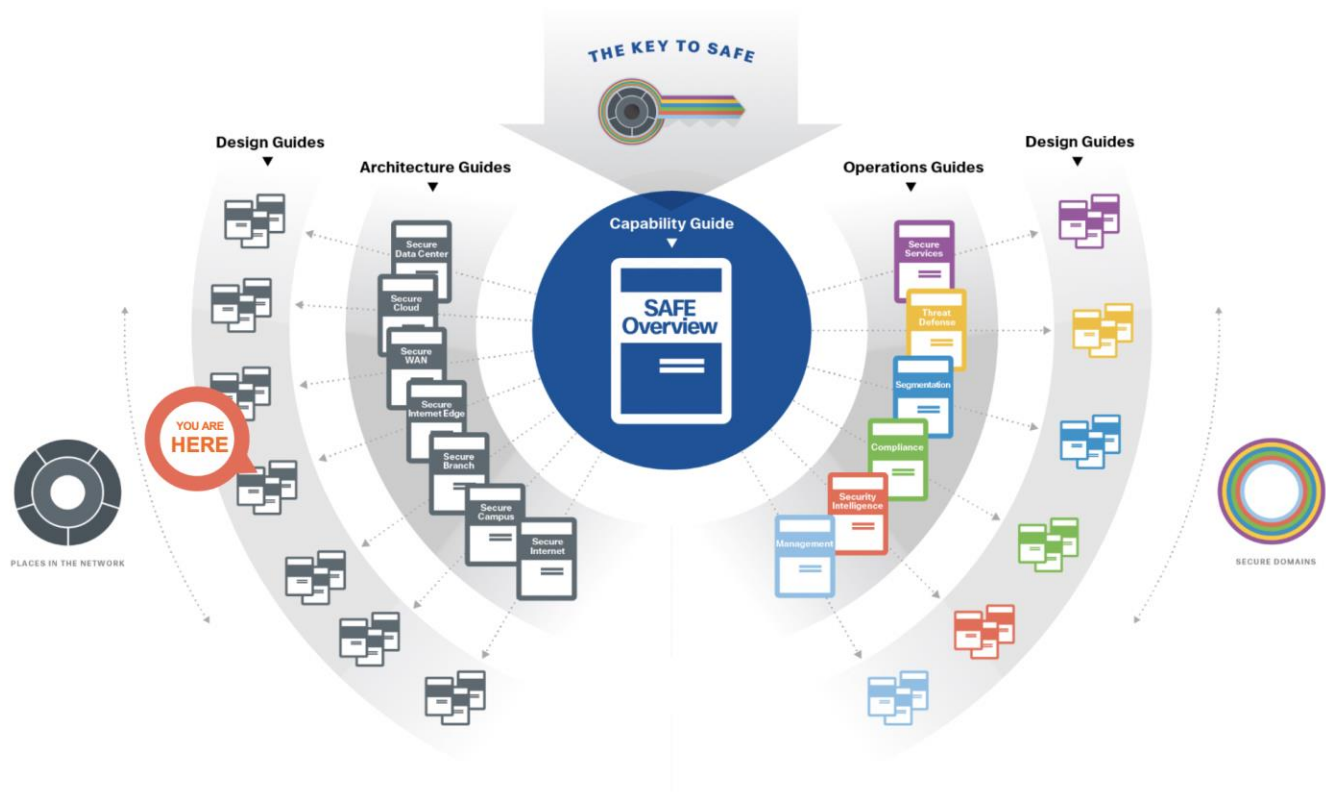 THE KEY TO SAFE
Design Guides
Architecture Guides
Operations Guides
Design Guides
Capability Guide
SAFE
Overview
Secure
Data Center
Secure
Cloud
Secure
WAN
Secure
Internet Edge
Secure
Branch
Secure
Campus
Secure
Internet
Secure
Services
Threat
Defense
Segmentation
Compliance
Security
Intelligence
Management
YOU ARE
HERE
PLACES IN THE NETWORK
SECURE DOMAINS